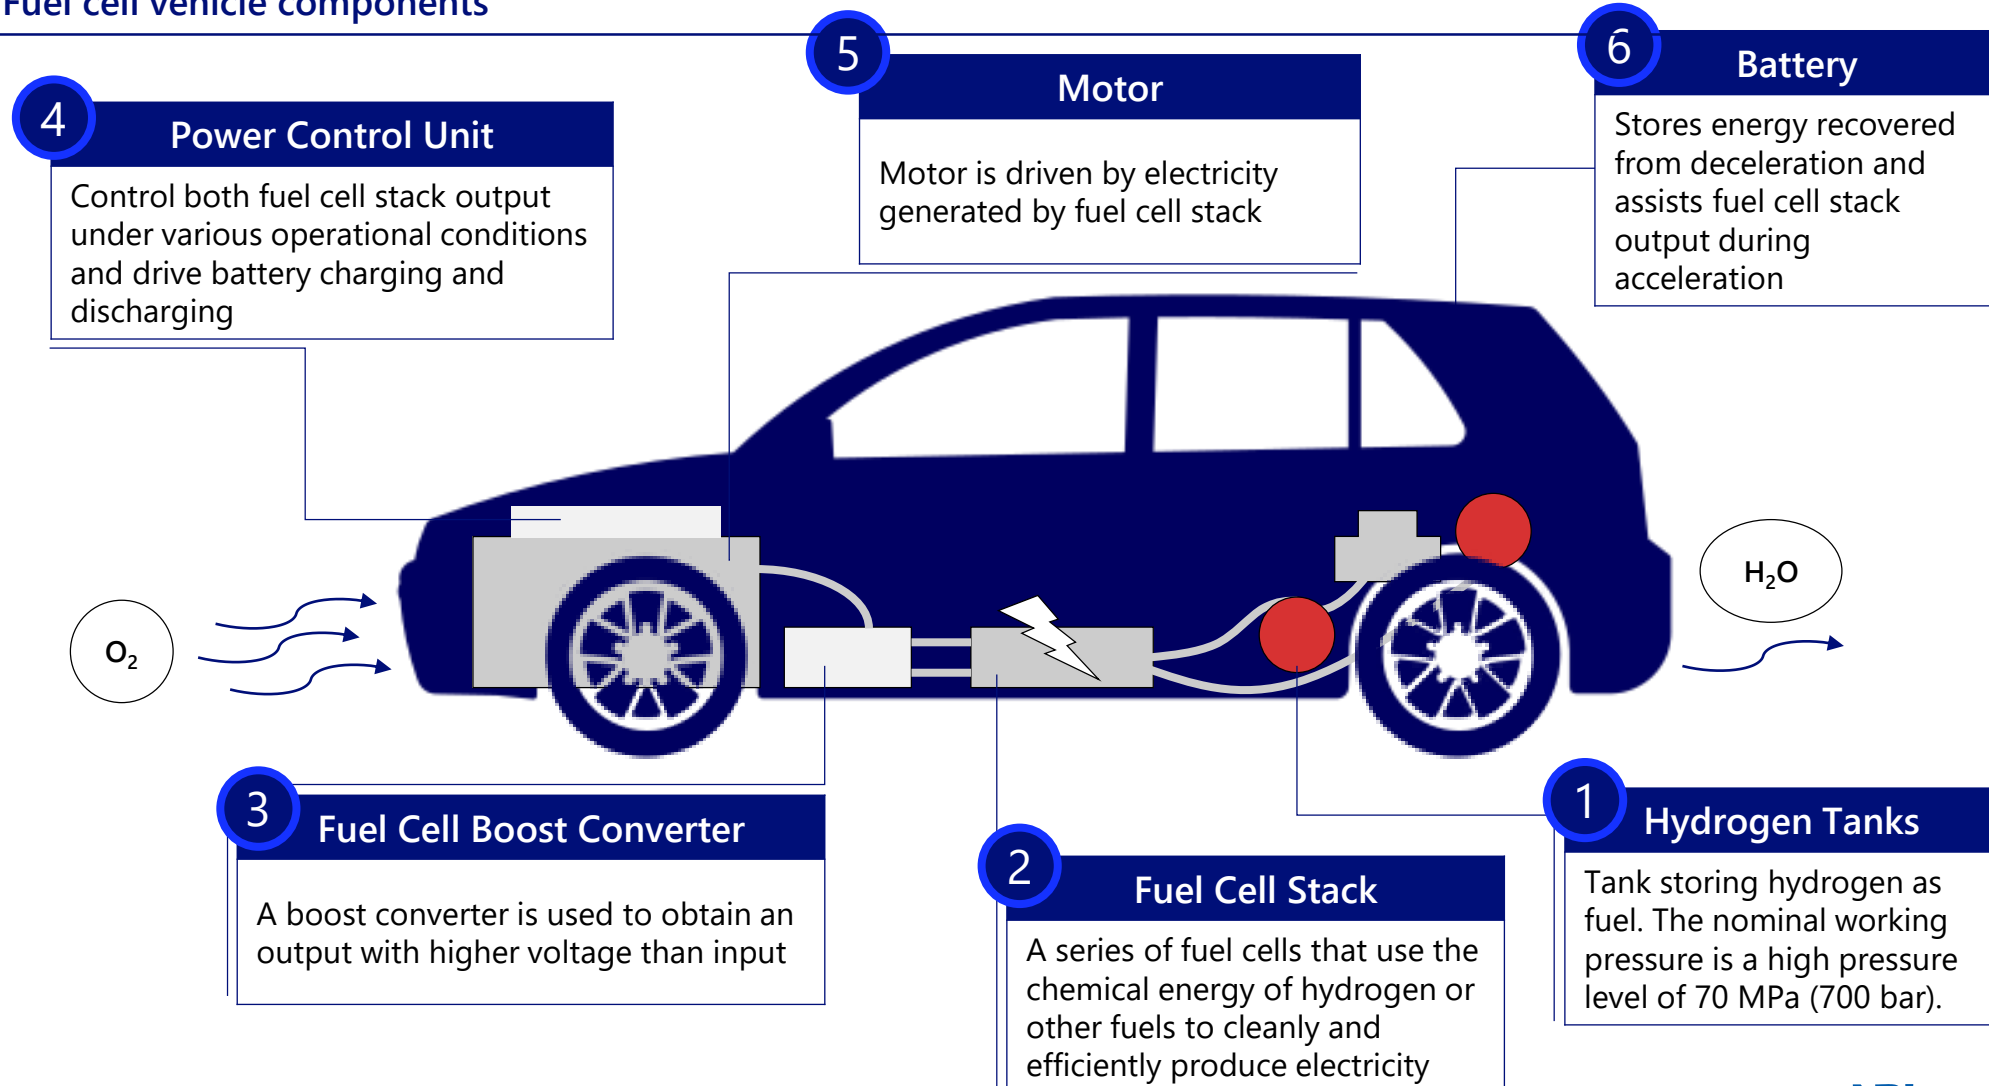 Fuel cell vehicle components
5
Motor
Motor is driven by electricity
generated by fuel cell stack
6
Battery
Stores energy recovered
from deceleration and
assists fuel cell stack
output during
acceleration
4
Power Control Unit
Control both fuel cell stack output
under various operational conditions
and drive battery charging and
discharging
O₂
H₂O
3
Fuel Cell Boost Converter
A boost converter is used to obtain an
output with higher voltage than input
2
Fuel Cell Stack
A series of fuel cells that use the
chemical energy of hydrogen or
other fuels to cleanly and
efficiently produce electricity
1
Hydrogen Tanks
Tank storing hydrogen as
fuel. The nominal working
pressure is a high pressure
level of 70 MPa (700 bar).